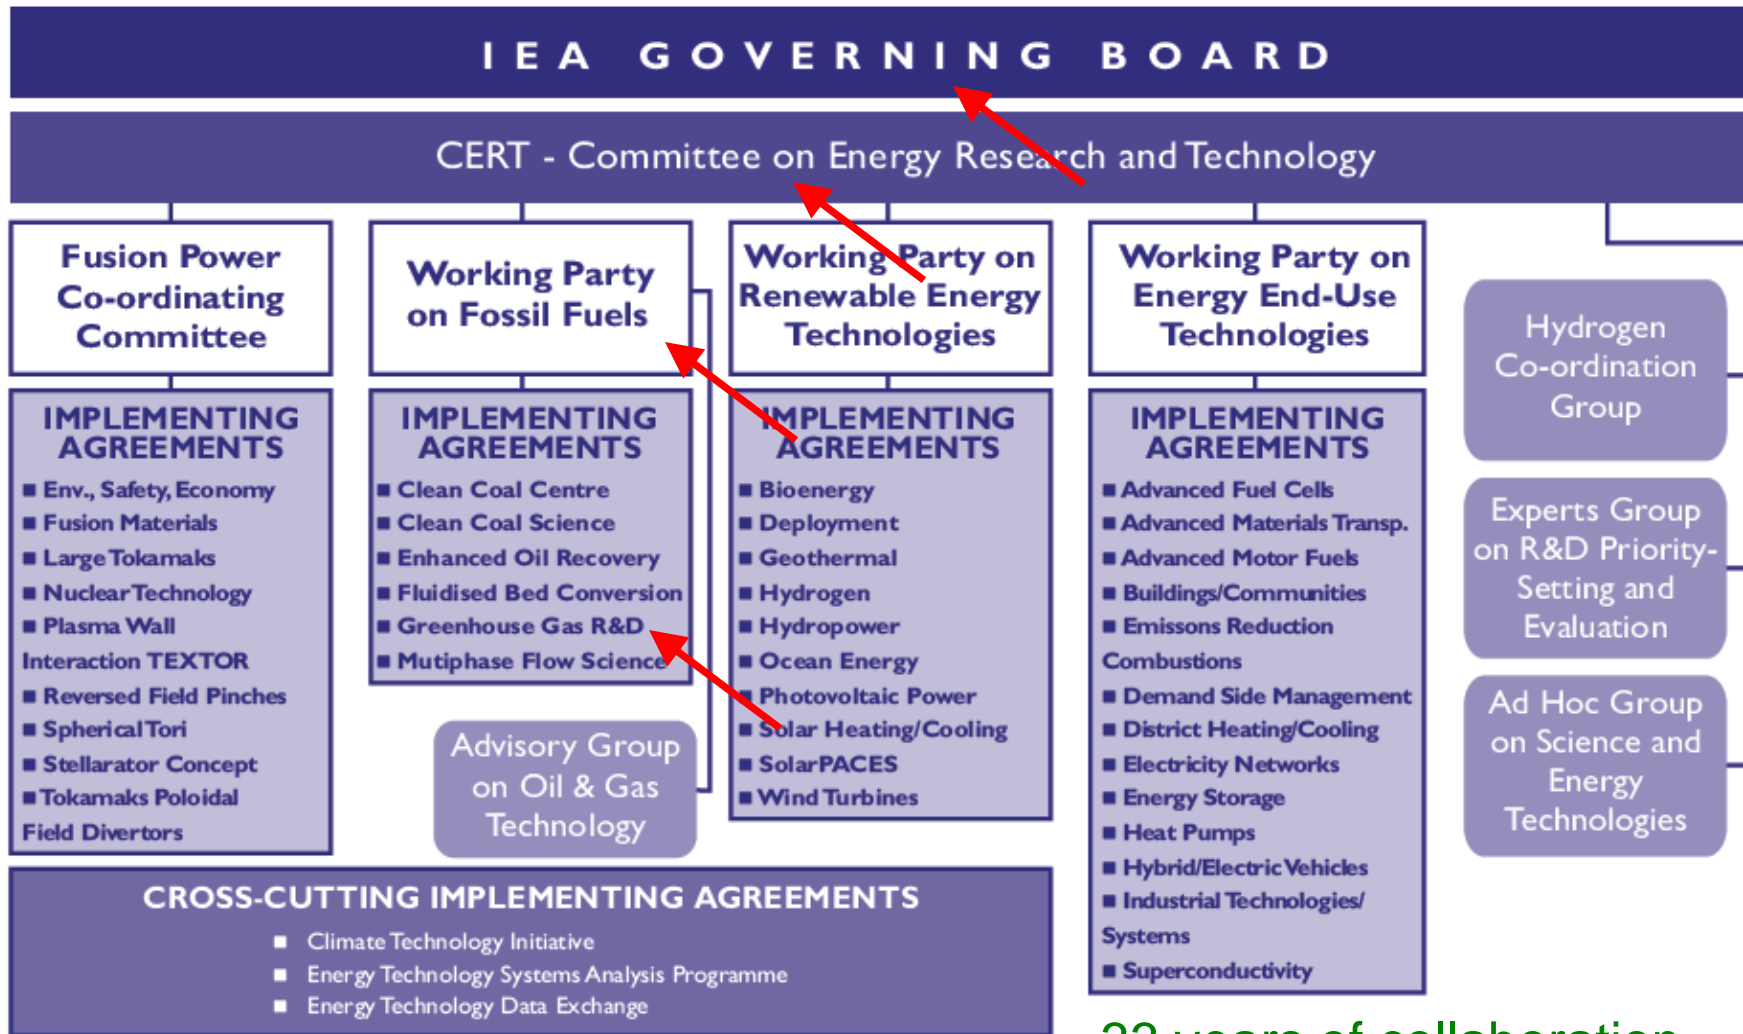 IEA GOVERNING BOARD
CERT - Committee on Energy Research and Technology
Fusion Power
Co-ordinating
Committee
IMPLEMENTING
AGREEMENTS
■ Env., Safety, Economy
■ Fusion Materials
■ Large Tokamaks
■ Nuclear Technology
■ Plasma Wall
Interaction TEXTOR
■ Reversed Field Pinches
■ Spherical Tori
■ Stellarator Concept
■ Tokamaks Poloidal
Field Divertors
Working Party
on Fossil Fuels
IMPLEMENTING
AGREEMENTS
■ Clean Coal Centre
■ Clean Coal Science
■ Enhanced Oil Recovery
■ Fluidised Bed Conversion
■ Greenhouse Gas R&D
■ Mutiphase Flow Science
Advisory Group
on Oil & Gas
Technology
Working Party on
Renewable Energy
Technologies
IMPLEMENTING
AGREEMENTS
■ Bioenergy
■ Deployment
■ Geothermal
■ Hydrogen
■ Hydropower
■ Ocean Energy
■ Photovoltaic Power
■ Solar Heating/Cooling
■ SolarPACES
■ Wind Turbines
Working Party on
Energy End-Use
Technologies
IMPLEMENTING
AGREEMENTS
■ Advanced Fuel Cells
■ Advanced Materials Transp.
■ Advanced Motor Fuels
■ Buildings/Communities
■ Emissons Reduction
Combustions
■ Demand Side Management
■ District Heating/Cooling
■ Electricity Networks
■ Energy Storage
■ Heat Pumps
■ Hybrid/Electric Vehicles
■ Industrial Technologies/
Systems
■ Superconductivity
Hydrogen
Co-ordination
Group
Experts Group
on R&D Priority-
Setting and
Evaluation
Ad Hoc Group
on Science and
Energy
Technologies
CROSS-CUTTING IMPLEMENTING AGREEMENTS
■ Climate Technology Initiative
■ Energy Technology Systems Analysis Programme
■ Energy Technology Data Exchange
years of collaboration